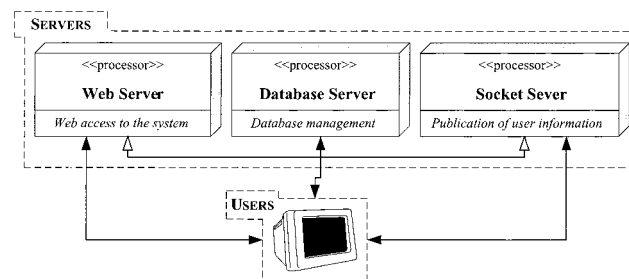 SERVERS
<<processor>> <<processor>> <<processor>>
Web Server Database Server Socket Sever
Web access to the system Database management Publication of user information
USERS